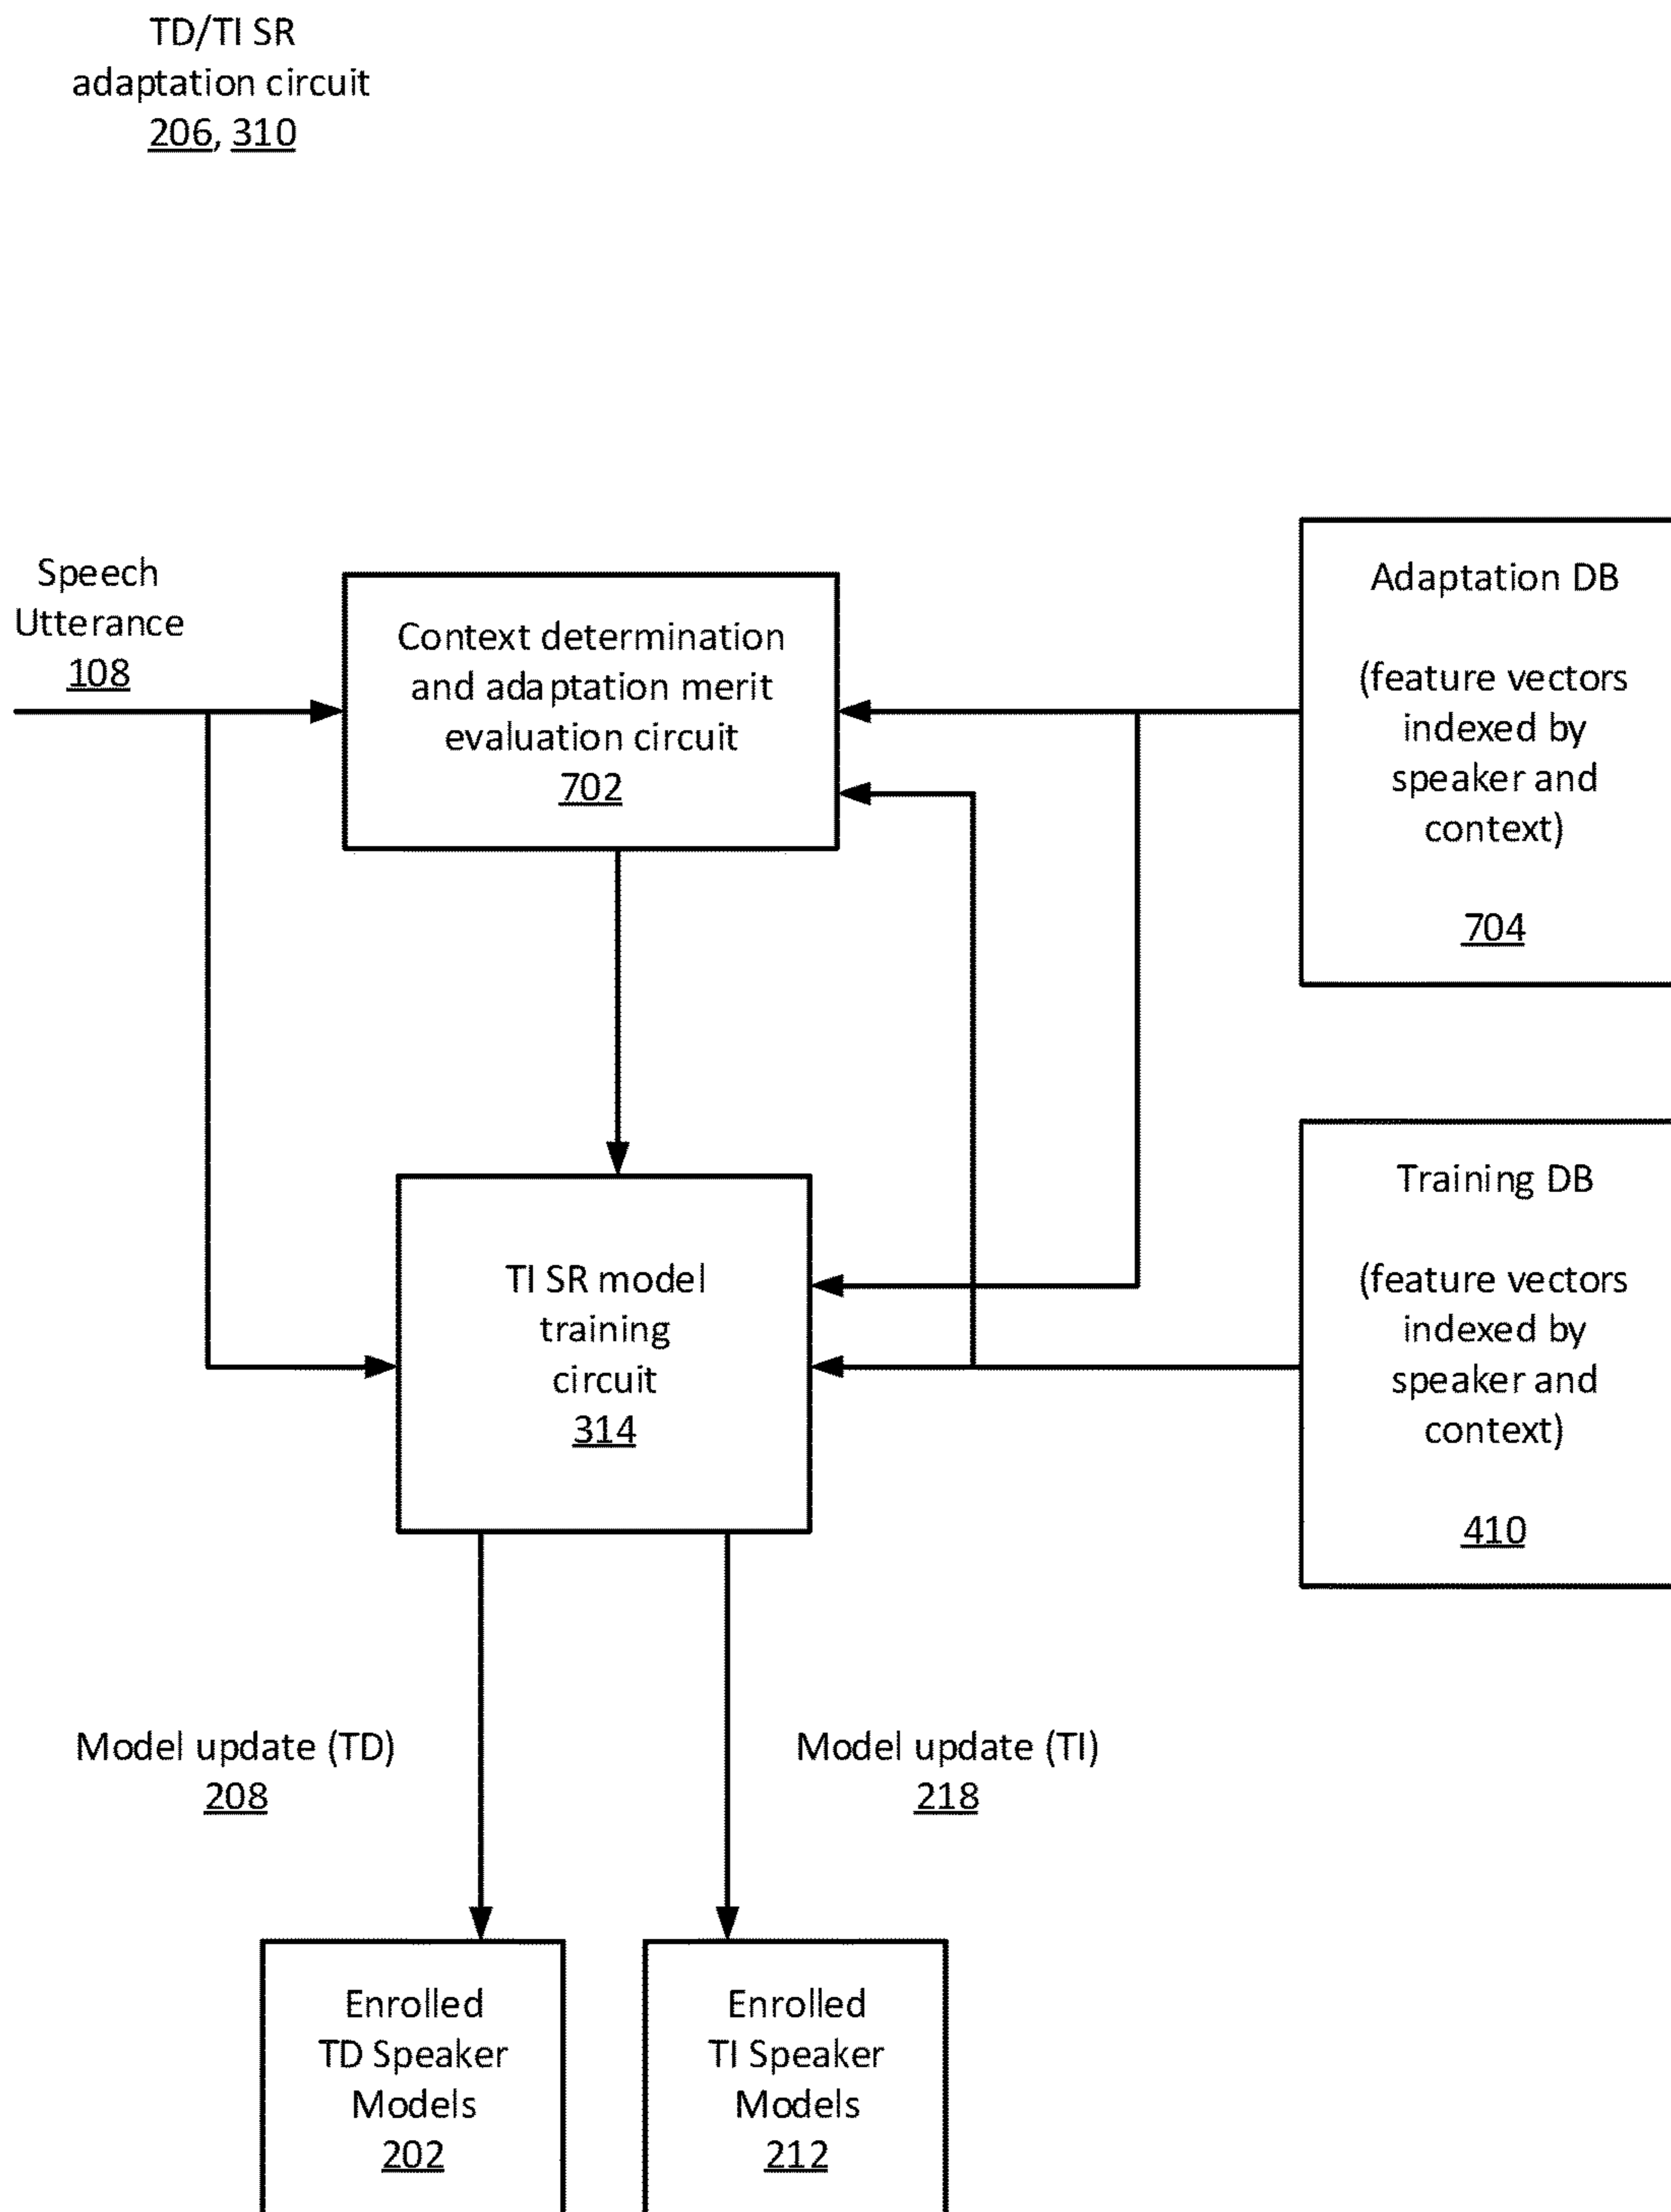 TD/TI SR
adaptation circuit
206, 310
Speech
Utterance
108
Context determination
and adaptation merit
evaluation circuit
702
Adaptation DB
(feature vectors
indexed by
speaker and
context)
704
TI SR model
training
circuit
314
Training DB
(feature vectors
indexed by
speaker and
context)
410
Model update (TD)
208
Model update (TI)
218
Enrolled
TD Speaker
Models
202
Enrolled
TI Speaker
Models
212